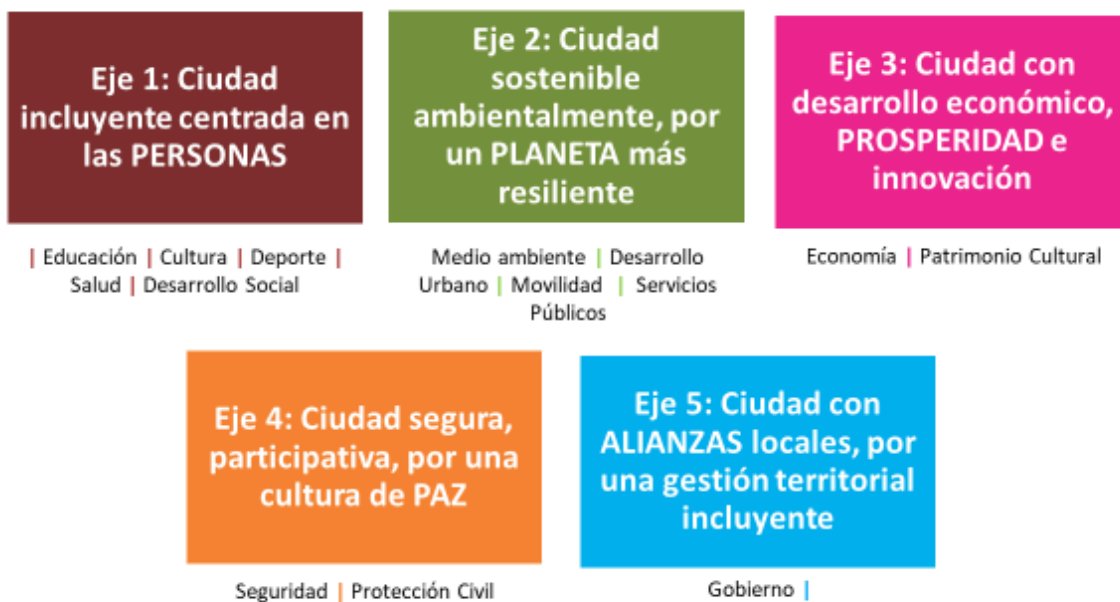 Eje 1: Ciudad
incluyente centrada en
las PERSONAS
| Educación | Cultura | Deporte |
Salud | Desarrollo Social
Eje 2: Ciudad
sostenible
ambientalmente, por
un PLANETA más
resiliente
Medio ambiente | Desarrollo
Urbano | Movilidad | Servicios
Públicos
Eje 3: Ciudad con
desarrollo económico,
PROSPERIDAD e
innovación
Economía | Patrimonio Cultural
Eje 4: Ciudad segura,
participativa, por una
cultura de PAZ
Seguridad | Protección Civil
Eje 5: Ciudad con
ALIANZAS locales, por
una gestión territorial
incluyente
Gobierno |